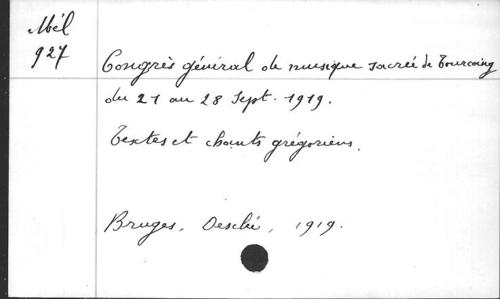 Mél
927
Congrès général de musique sacrée de Tourcoing
du 21 au 28 Sept. 1919.
Textes et chants grégoriens.
Bruges, Desclé, 1919.